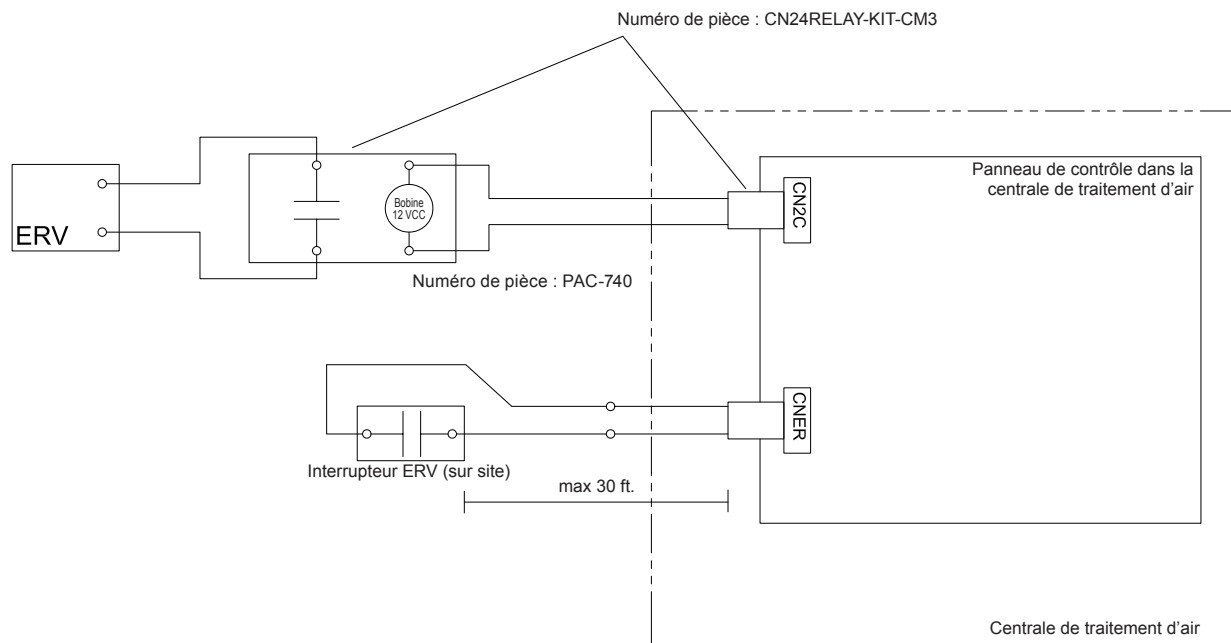 Numéro de pièce : CN24RELAY-KIT-CM3
Panneau de contrôle dans la
centrale de traitement d'air
CN2C
Bobine
12 VCC
ERV
Numéro de pièce : PAC-740
CNER
Interrupteur ERV (sur site)
max 30 ft.
Centrale de traitement d'air